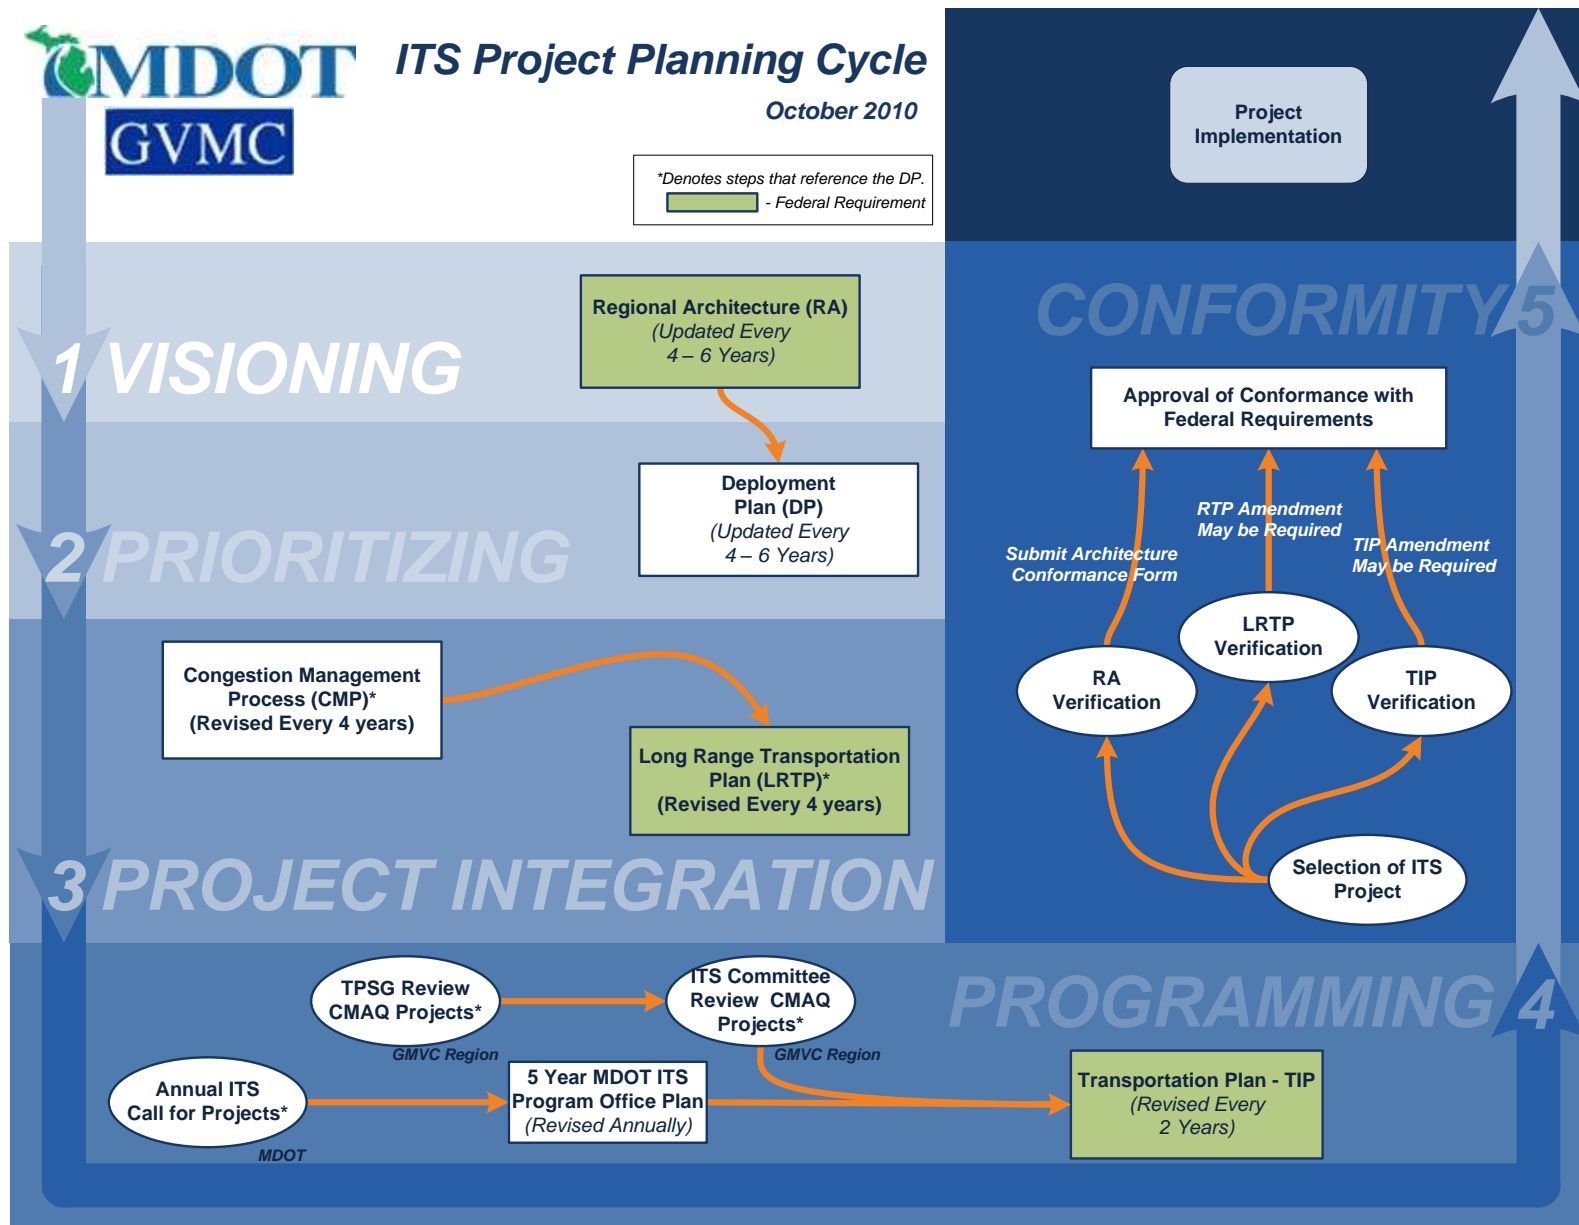 MDOT
GVMC
ITS Project Planning Cycle
October 2010
*Denotes steps that reference the DP.
- Federal Requirement
Project
Implementation
1 VISIONING
Regional Architecture (RA)
(Updated Every
4 – 6 Years)
2 PRIORITIZING
Deployment
Plan (DP)
(Updated Every
4 – 6 Years)
Congestion Management
Process (CMP)*
(Revised Every 4 years)
Long Range Transportation
Plan (LRTP)*
(Revised Every 4 years)
3 PROJECT INTEGRATION
TPSG Review
CMAQ Projects*
GMVC Region
ITS Committee
Review CMAQ
Projects*
GMVC Region
Annual ITS
Call for Projects*
MDOT
5 Year MDOT ITS
Program Office Plan
(Revised Annually)
Transportation Plan - TIP
(Revised Every
2 Years)
PROGRAMMING 4
CONFORMITY 5
Approval of Conformance with
Federal Requirements
Submit Architecture
Conformance Form
RTP Amendment
May be Required
TIP Amendment
May be Required
RA
Verification
LRTP
Verification
TIP
Verification
Selection of ITS
Project